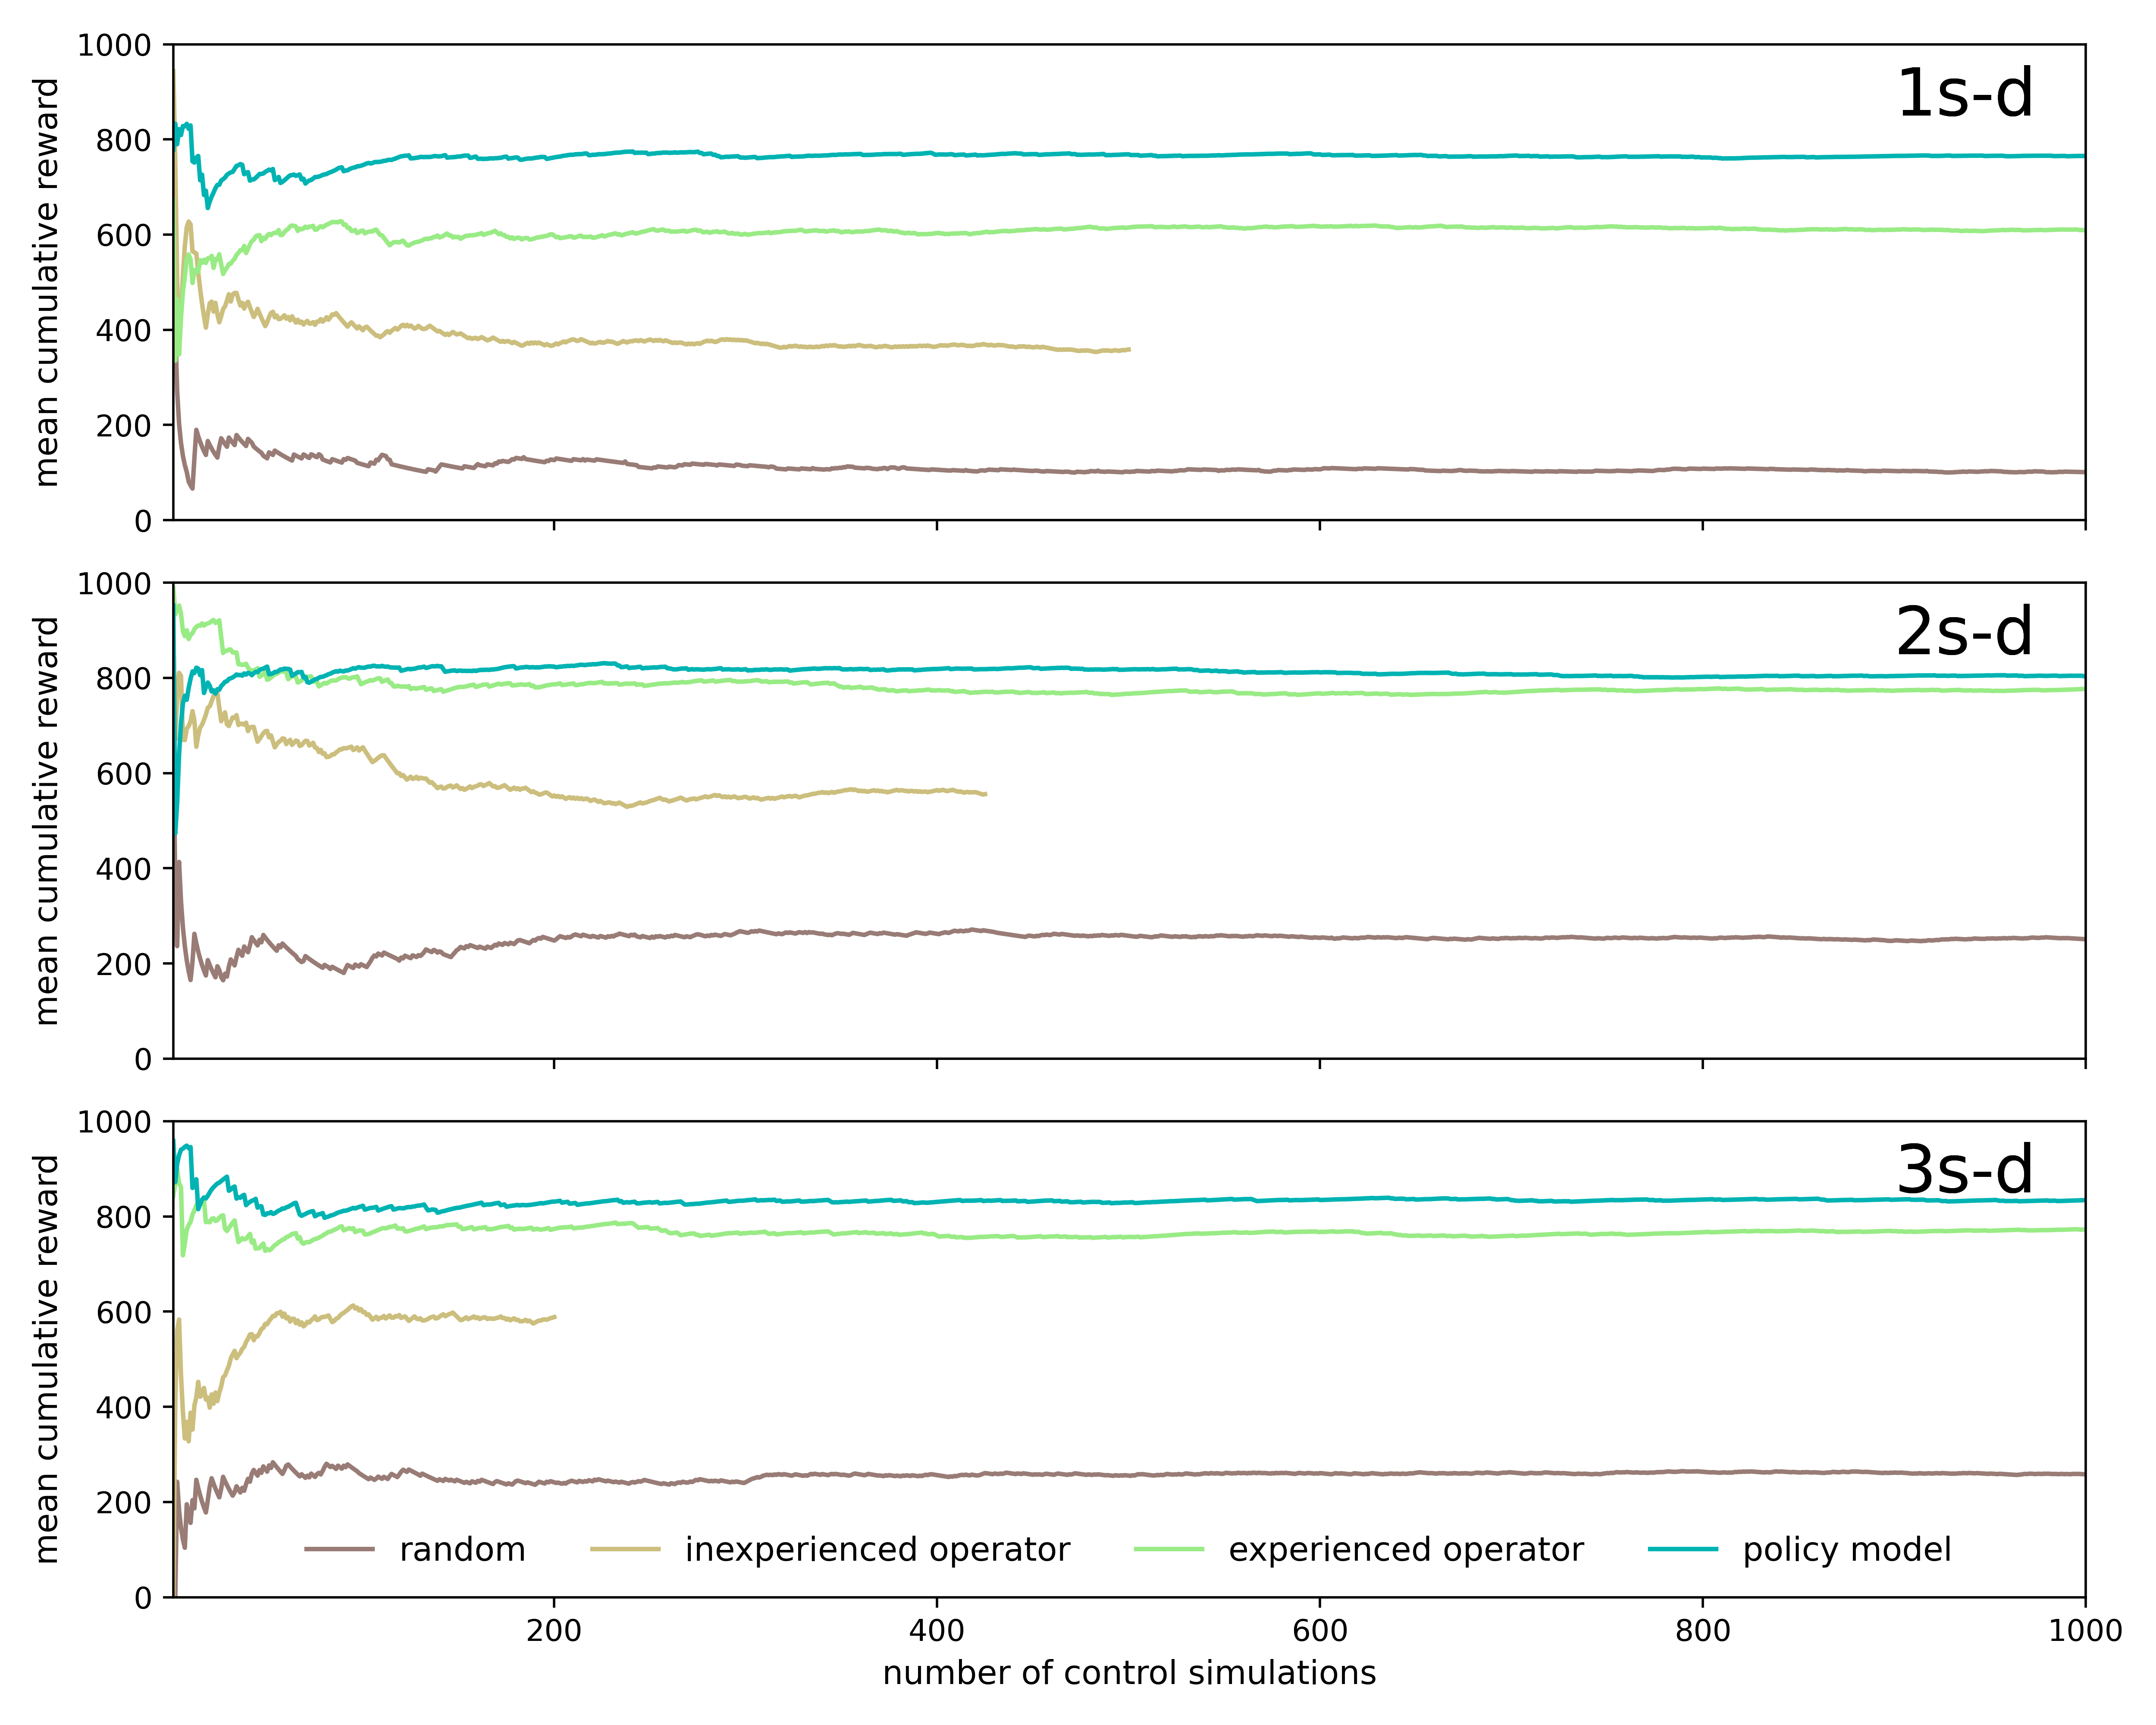 1000
800
600
400
200
0
mean cumulative reward
1s-d
1000
800
600
400
200
0
mean cumulative reward
2s-d
1000
800
600
400
200
0
mean cumulative reward
3s-d
random inexperienced operator experienced operator policy model
200 400 600 800 1000
number of control simulations